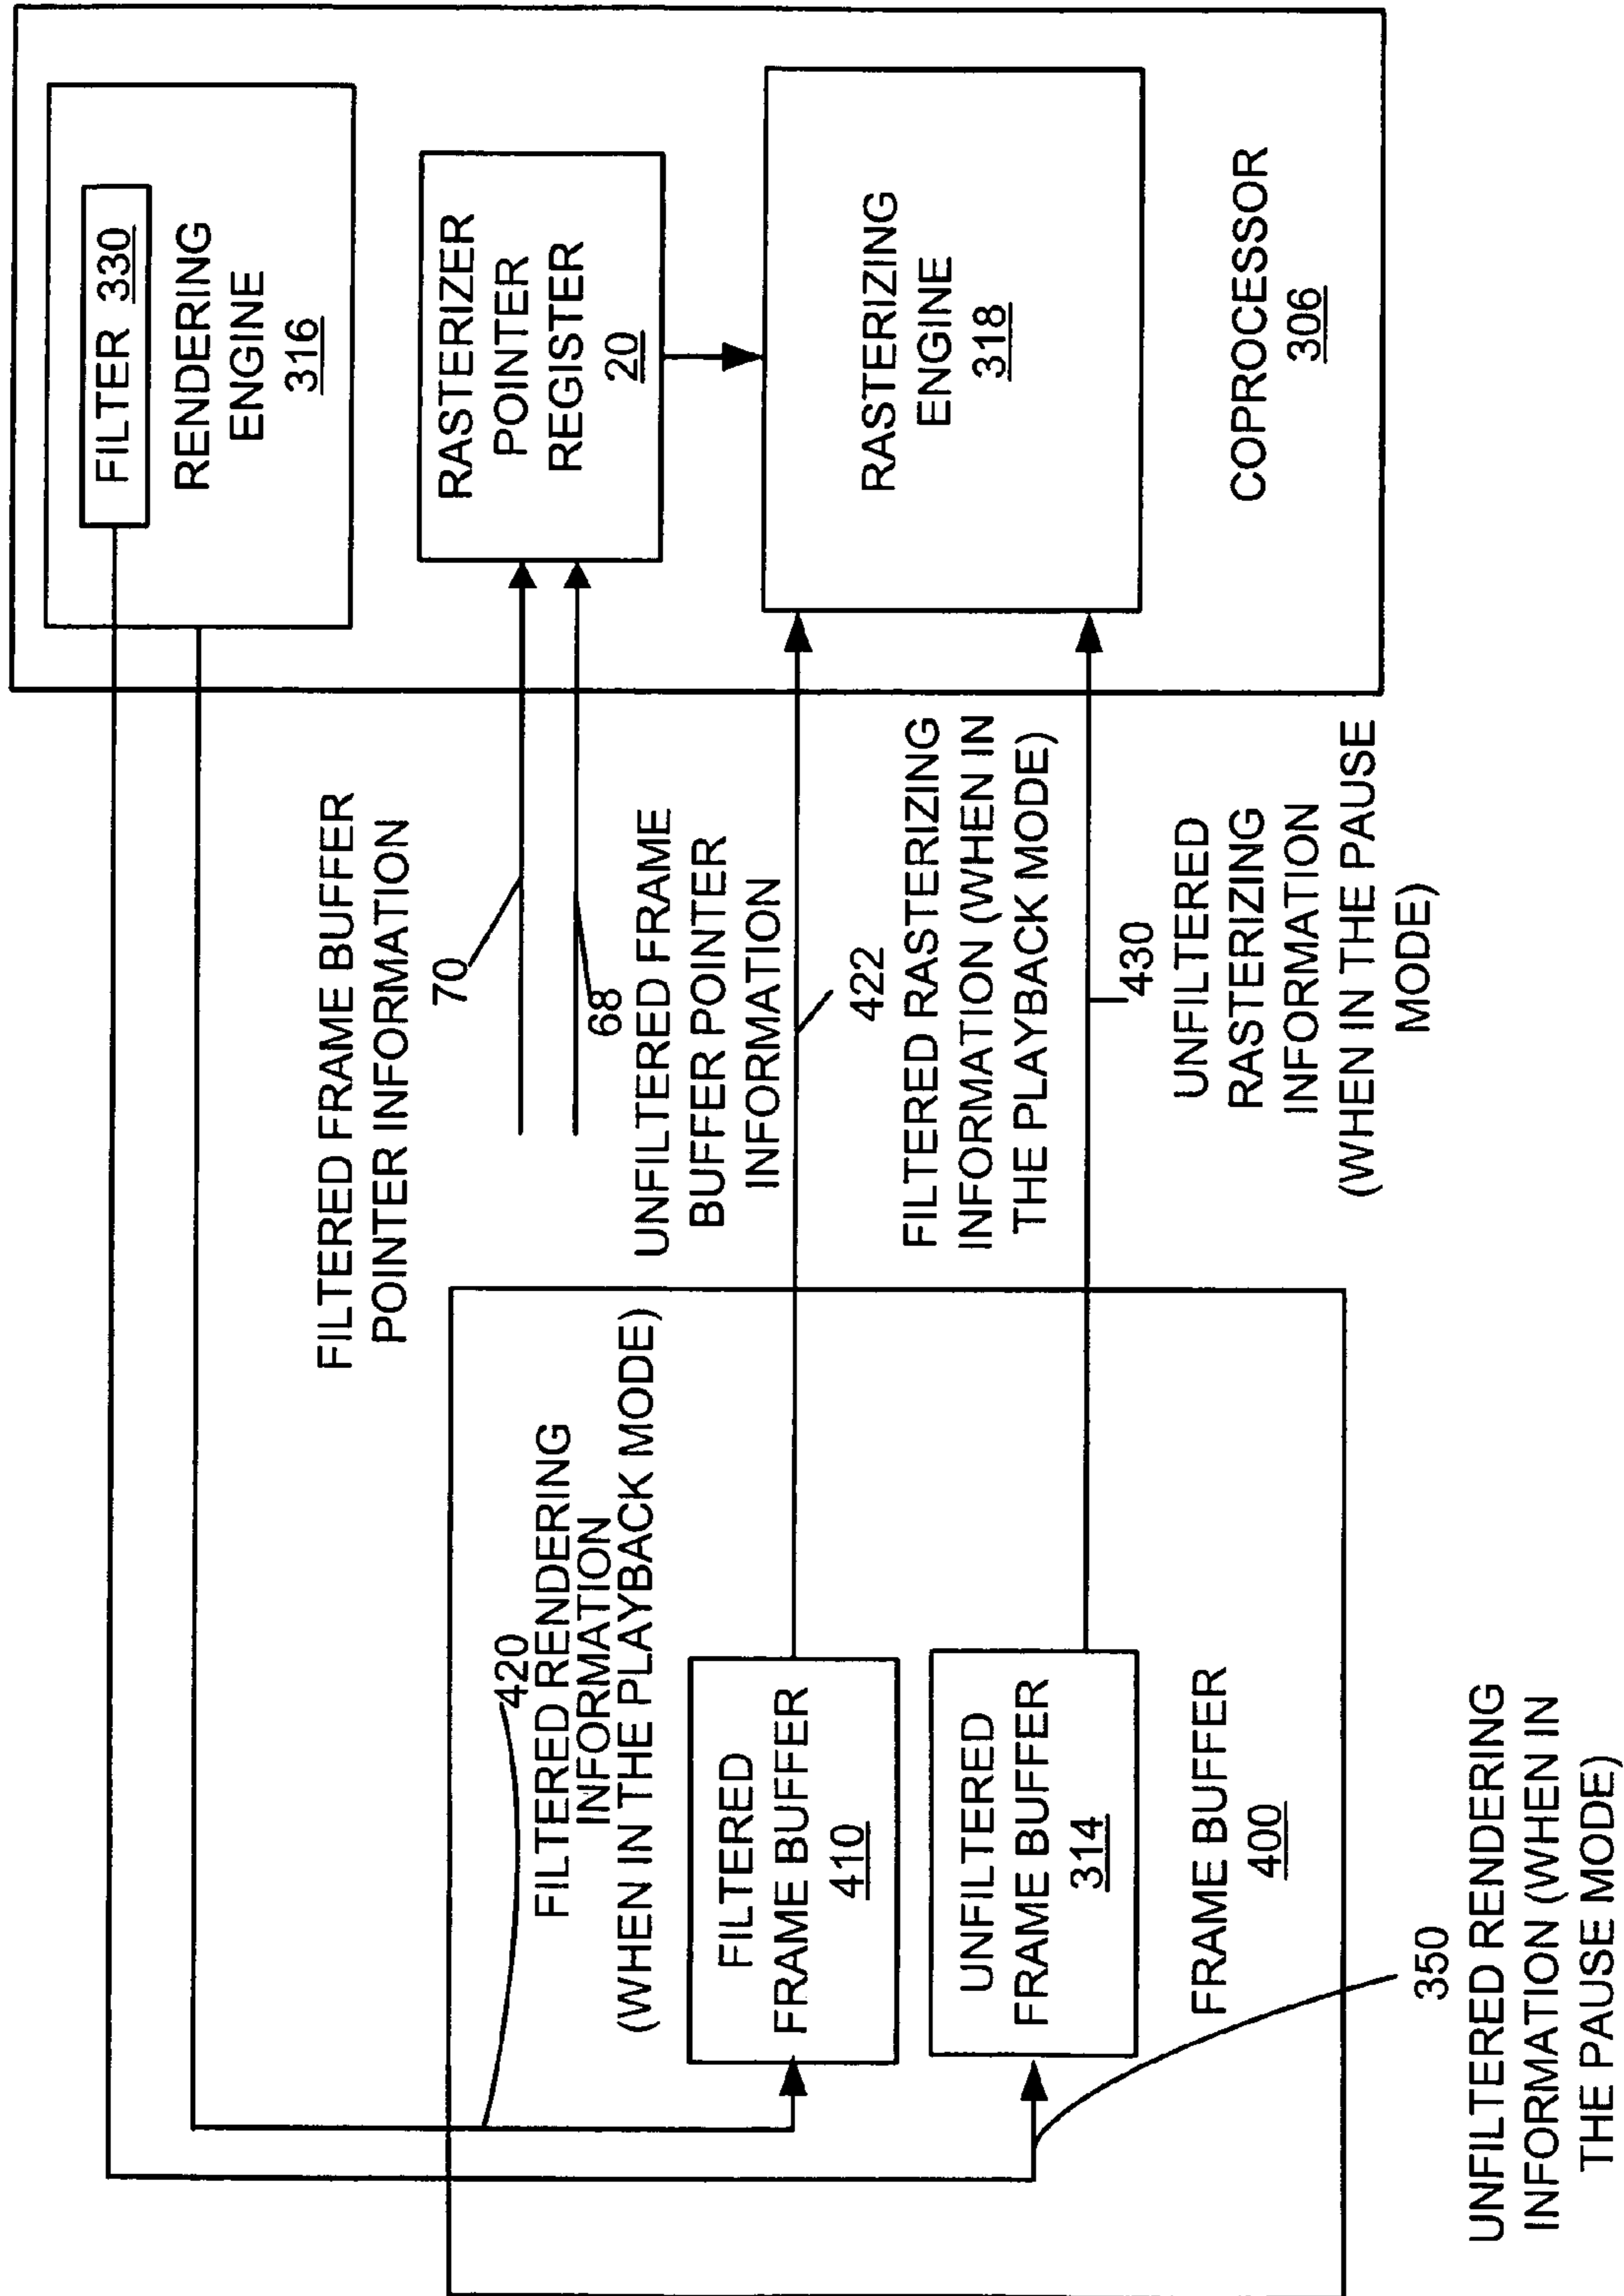 FILTER 330
RENDERING
ENGINE
316
RASTERIZER
POINTER
REGISTER
20
RASTERIZING
ENGINE
318
COPROCESSOR
306
FILTERED FRAME BUFFER
POINTER INFORMATION
70
68
UNFILTERED FRAME
BUFFER POINTER
INFORMATION
422
FILTERED RASTERIZING
INFORMATION (WHEN IN
THE PLAYBACK MODE)
430
UNFILTERED
RASTERIZING
INFORMATION
(WHEN IN THE PAUSE
MODE)
420
FILTERED RENDERING
INFORMATION
(WHEN IN THE PLAYBACK MODE)
FILTERED
FRAME BUFFER
410
UNFILTERED
FRAME BUFFER
314
FRAME BUFFER
400
350
UNFILTERED RENDERING
INFORMATION (WHEN IN
THE PAUSE MODE)